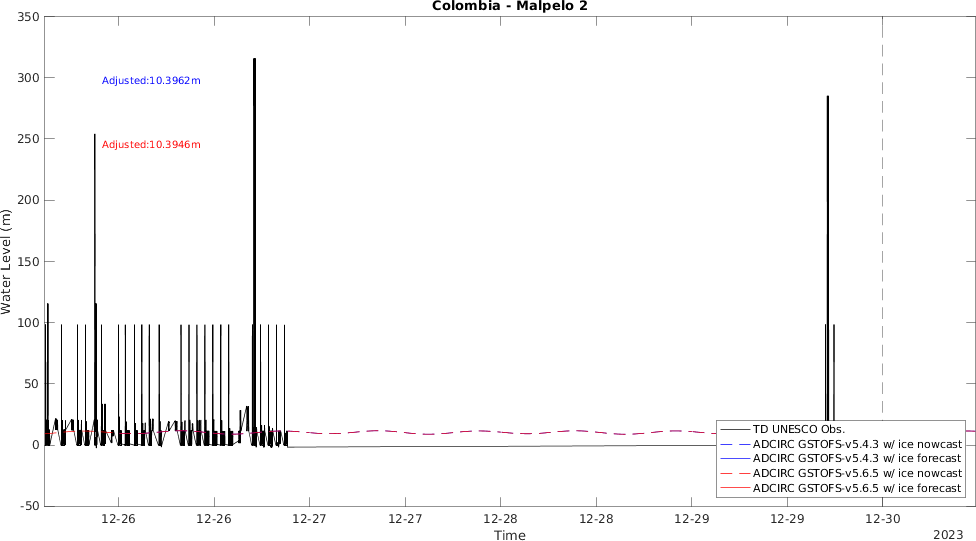 Colombia - Malpelo 2
350
300
250
200
150
100
50
0
-50
Water Level (m)
Adjusted:10.3962m
Adjusted:10.3946m
TD UNESCO Obs.
ADCIRC GSTOFS-v5.4.3 w/ ice nowcast
ADCIRC GSTOFS-v5.4.3 w/ ice forecast
ADCIRC GSTOFS-v5.6.5 w/ ice nowcast
ADCIRC GSTOFS-v5.6.5 w/ ice forecast
12-26 12-26 12-27 12-27 12-28 12-28 12-29 12-29 12-30
Time
2023